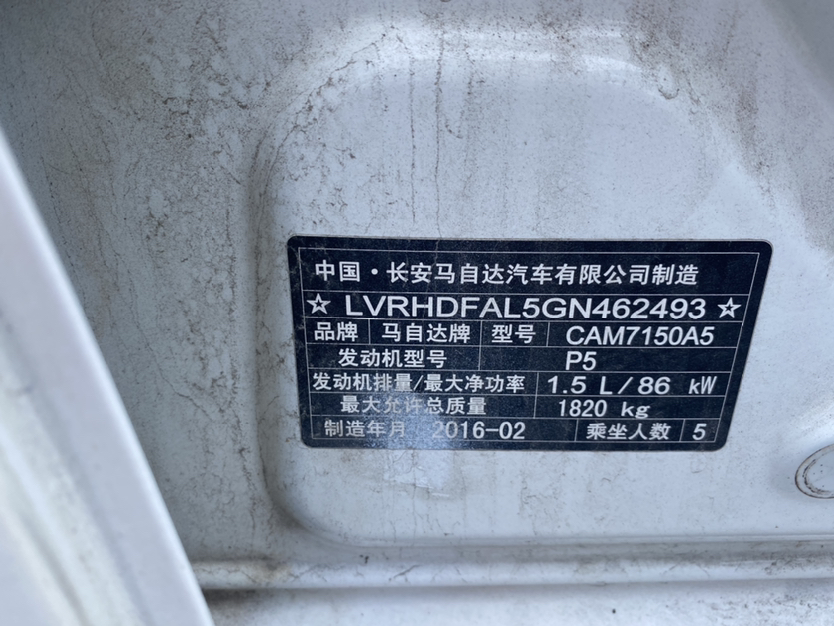 中国·长安马自达汽车有限公司制造
☆ LVRHDFAL5GN462493 ☆
品牌 马自达牌 型号 CAM7150A5
发动机型号 P5
发动机排量/最大净功率 1.5 L/86 kW
最大允许总质量 1820 kg
制造年月 2016-02 乘坐人数 5